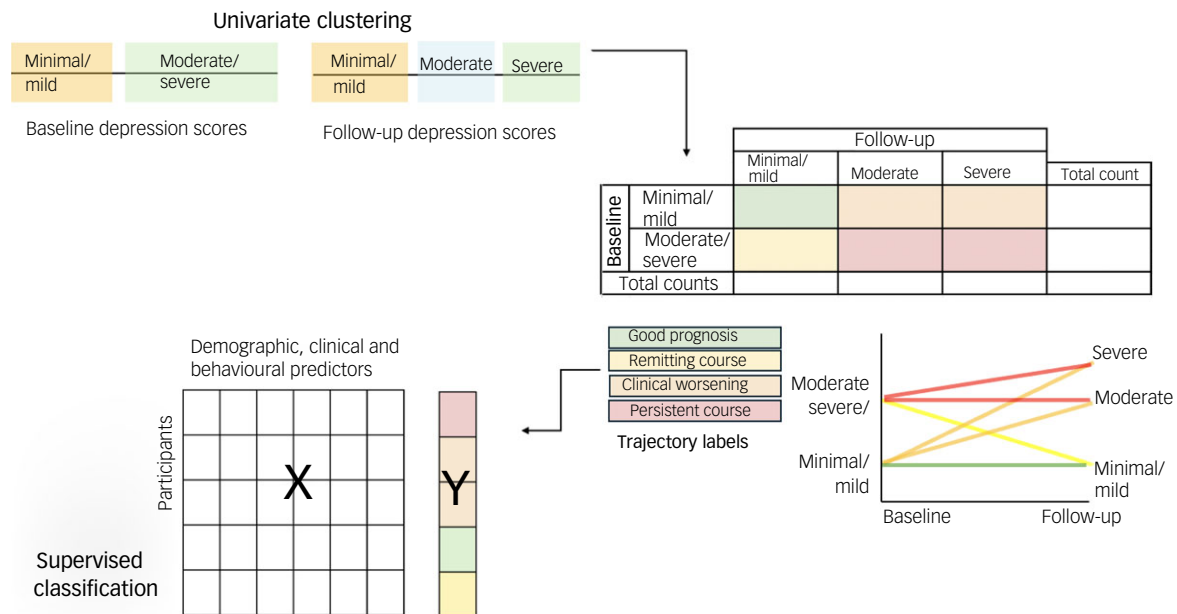 Univariate clustering
Minimal/
mild
Moderate/
severe
Minimal/
mild
Moderate
Severe
Baseline depression scores
Follow-up depression scores
Follow-up
Minimal/
mild
Moderate
Severe
Total count
Baseline
Minimal/
mild
Moderate/
severe
Total counts
Good prognosis
Remitting course
Clinical worsening
Persistent course
Trajectory labels
Moderate
severe/
Minimal/
mild
Severe
Moderate
Minimal/
mild
Baseline
Follow-up
Demographic, clinical and
behavioural predictors
Participants
X
Y
Supervised
classification